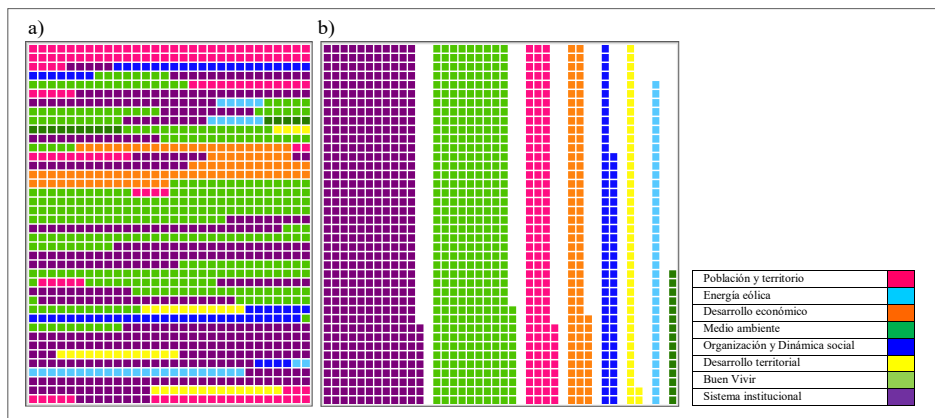 a)
b)
Población y territorio
Energía eólica
Desarrollo económico
Medio ambiente
Organización y Dinámica social
Desarrollo territorial
Buen Vivir
Sistema institucional